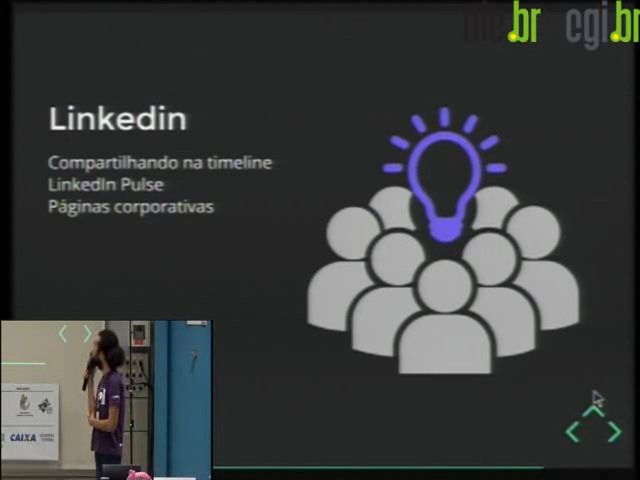 nic.br cgi.br
Linkedin
Compartilhando na timeline
LinkedIn Pulse
Páginas corporativas
CAIXA